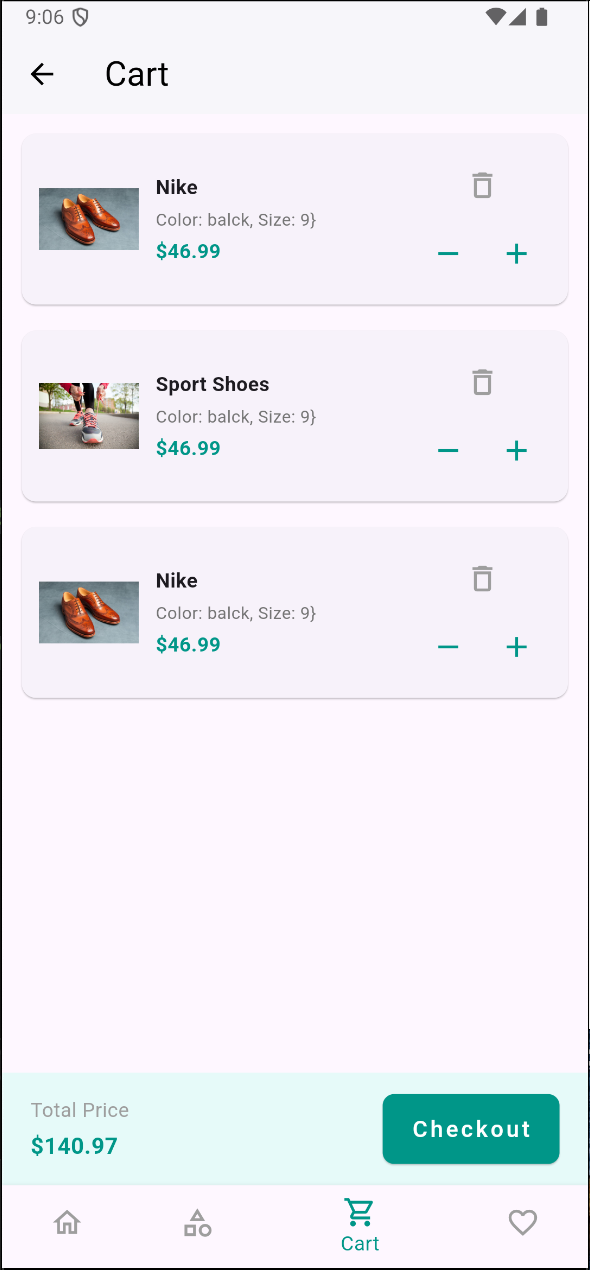 9:06
Cart
Nike
Color: balck, Size: 9}
$46.99
Sport Shoes
Color: balck, Size: 9}
$46.99
Nike
Color: balck, Size: 9}
$46.99
Total Price
$140.97
Checkout
Cart